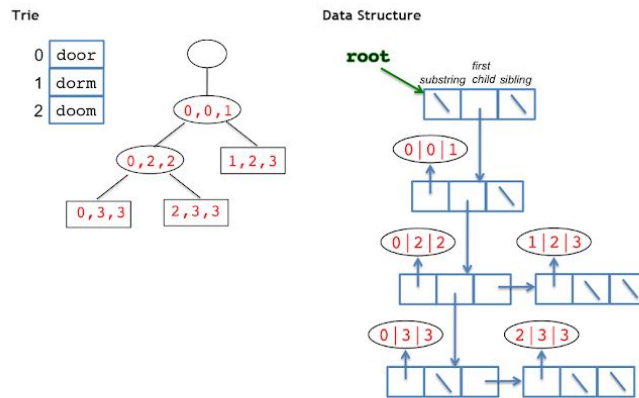 Trie
0 door
1 dorm
2 doom
0,0,1
0,2,2
1,2,3
0,3,3
2,3,3
Data Structure
root
substring
first
child
sibling
0|0|1
0|2|2
1|2|3
0|3|3
2|3|3